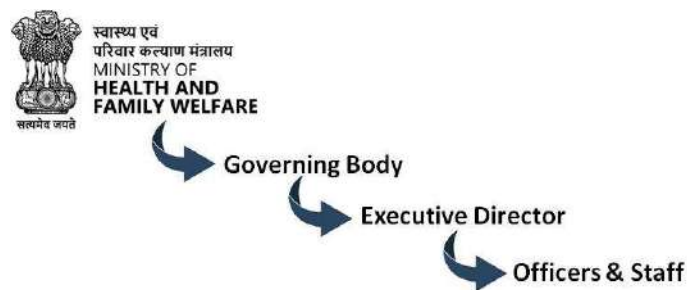 स्वास्थ्य एवं
परिवार कल्याण मंत्रालय
MINISTRY OF
HEALTH AND
FAMILY WELFARE
सत्यमेव जयते
Governing Body
Executive Director
Officers & Staff